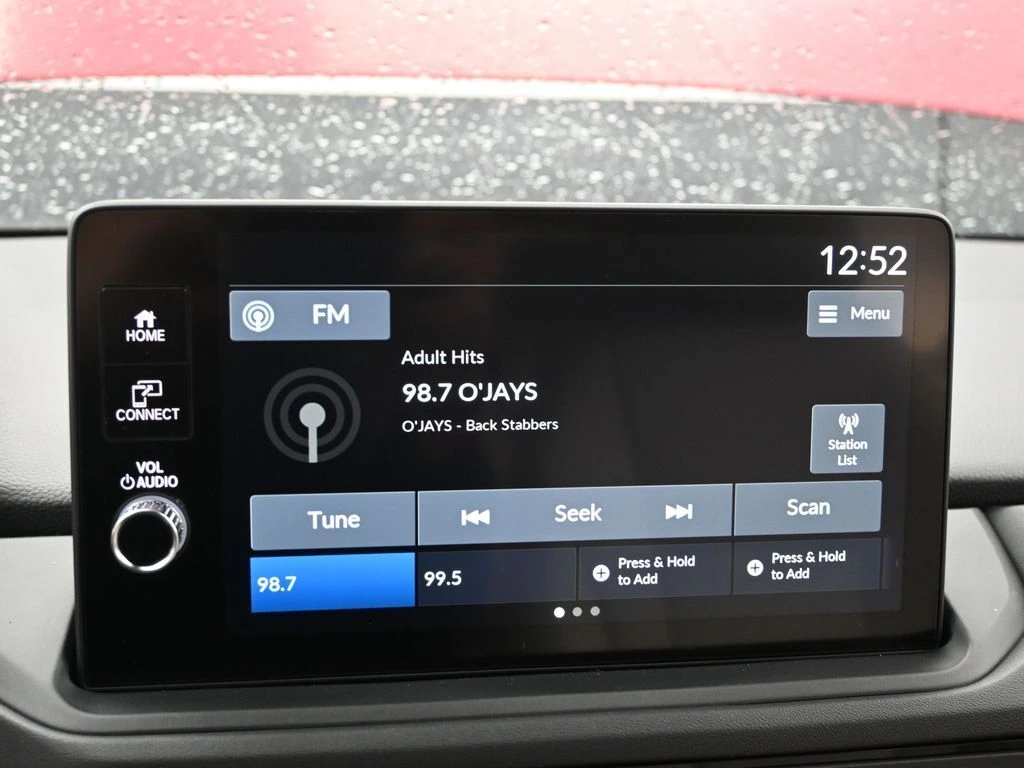 12:52
HOME
FM
Menu
Adult Hits
98.7 O'JAYS
O'JAYS - Back Stabbers
CONNECT
Station
List
VOL
AUDIO
Tune
Seek
Scan
98.7
99.5
Press & Hold
to Add
Press & Hold
to Add